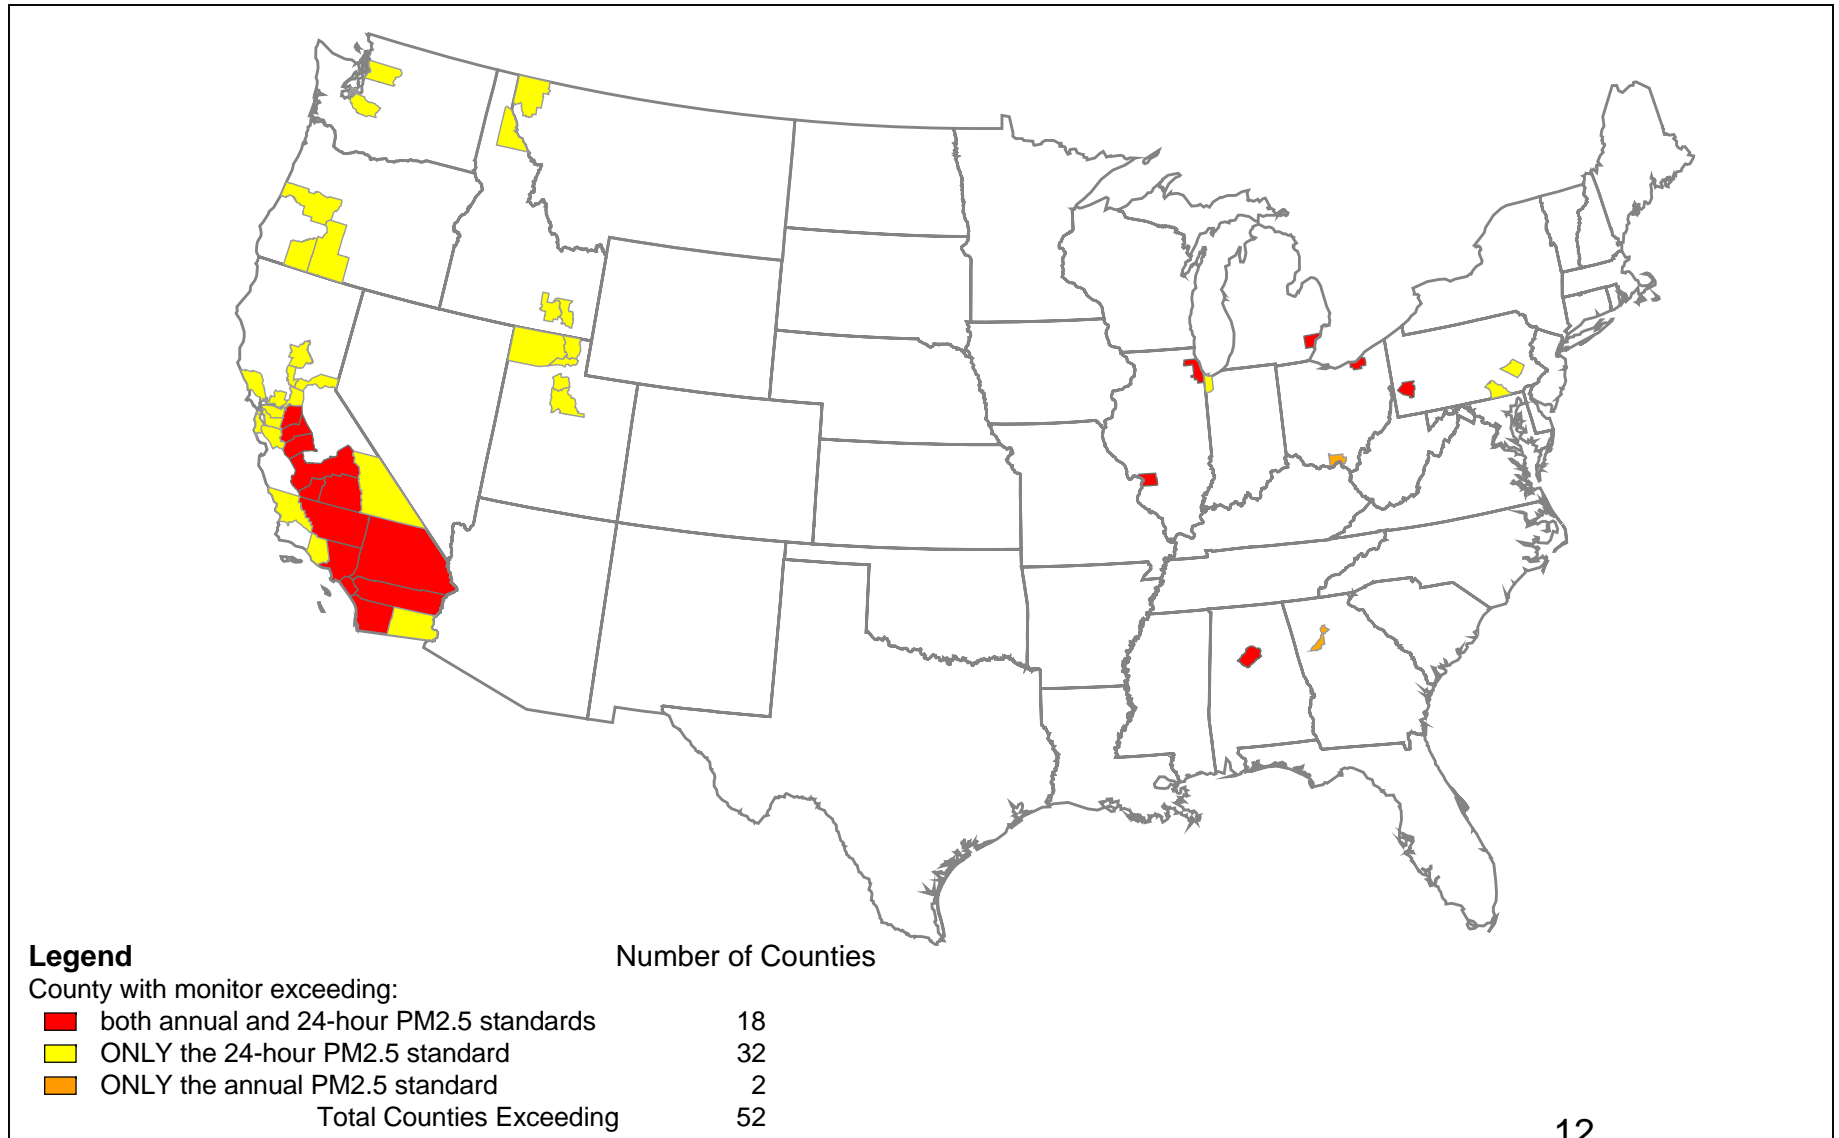 Legend Number of Counties
County with monitor exceeding:
both annual and 24-hour PM2.5 standards 18
ONLY the 24-hour PM2.5 standard 32
ONLY the annual PM2.5 standard 2
Total Counties Exceeding 52
12